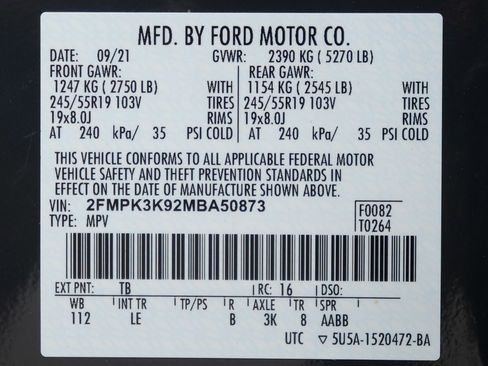 MFD. BY FORD MOTOR CO.
DATE: 09/21 GVWR: 2390 KG ( 5270 LB)
FRONT GAWR: REAR GAWR:
1247 KG ( 2750 LB) WITH 1154 KG ( 2545 LB) WITH
245/55R19 103V TIRES 245/55R19 103V TIRES
19x8.0J RIMS 19x8.0J RIMS
AT 240 kPa/ 35 PSI COLD AT 240 kPa/ 35 PSI COLD
THIS VEHICLE CONFORMS TO ALL APPLICABLE FEDERAL MOTOR
VEHICLE SAFETY AND THEFT PREVENTION STANDARDS IN
EFFECT ON THE DATE OF MANUFACTURE SHOWN ABOVE.
VIN: 2FMPK3K92MBA50873 F0082
TYPE: MPV T0264
EXT PNT: TB RC: 16 DSO:
WB INT TR TP/PS R AXLE TR SPR
112 LE B 3K 8 AABB
UTC ▽ 5U5A-1520472-BA